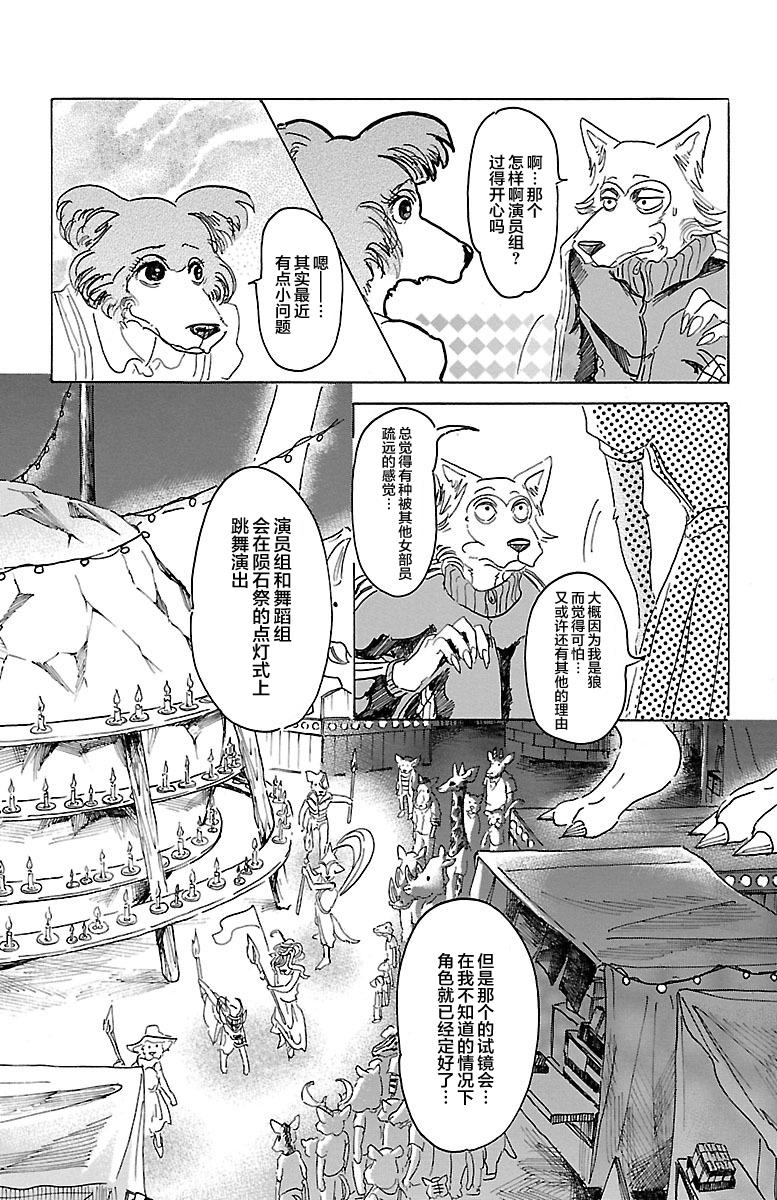 啊…那个
怎样啊演员组？
过得开心吗
嗯——
其实最近
有点小问题
总觉得有种被其他女部员
疏远的感觉…
大概因为我是狼
而觉得可怕…
又或许还有其他的理由
演员组和舞蹈组
会在陨石祭的点灯式上
跳舞演出
但是那个的试镜会…
在我不知道的情况下
角色就已经定好了…